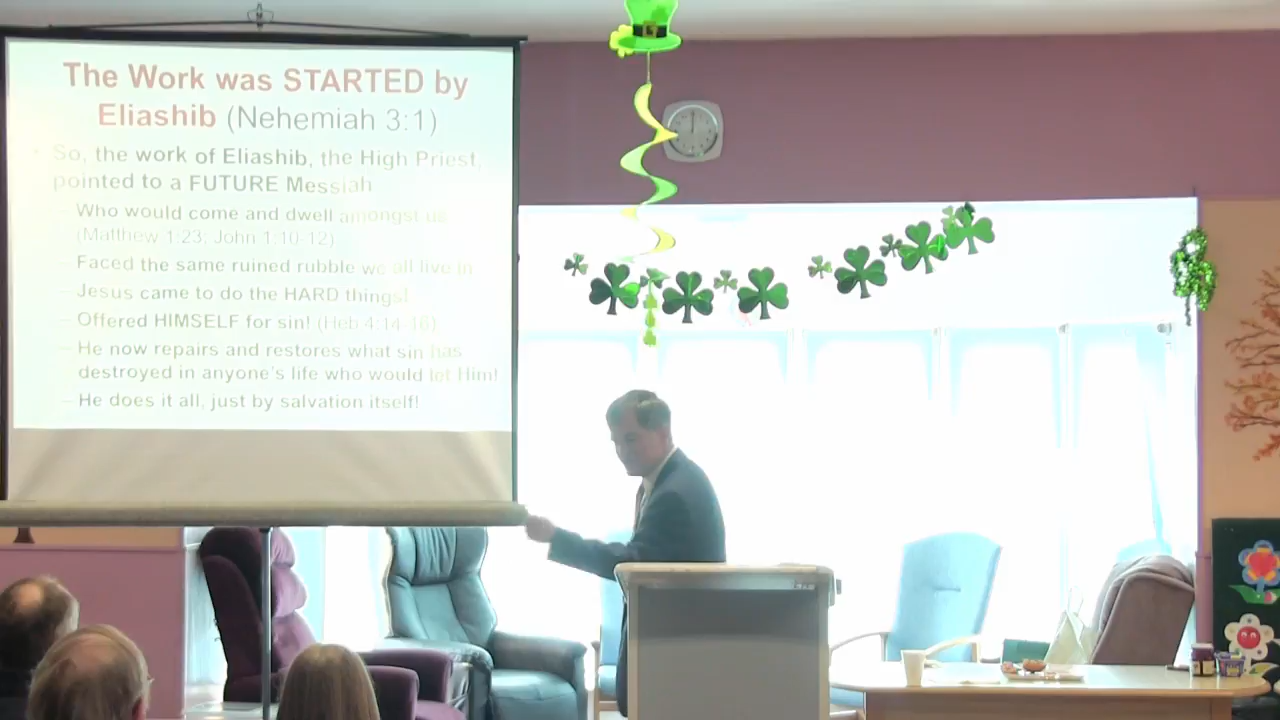 The Work was STARTED by
Eliashib (Nehemiah 3:1)
• So, the work of Eliashib, the High Priest,
pointed to a FUTURE Messiah
– Who would come and dwell amongst us
(Matthew 1:23; John 1:10-12)
– Faced the same ruined rubble we all live in
– Jesus came to do the HARD things!
– Offered HIMSELF for sin! (Heb 4:14-16)
– He now repairs and restores what sin has
destroyed in anyone's life who would let Him!
– He does it all, just by salvation itself!